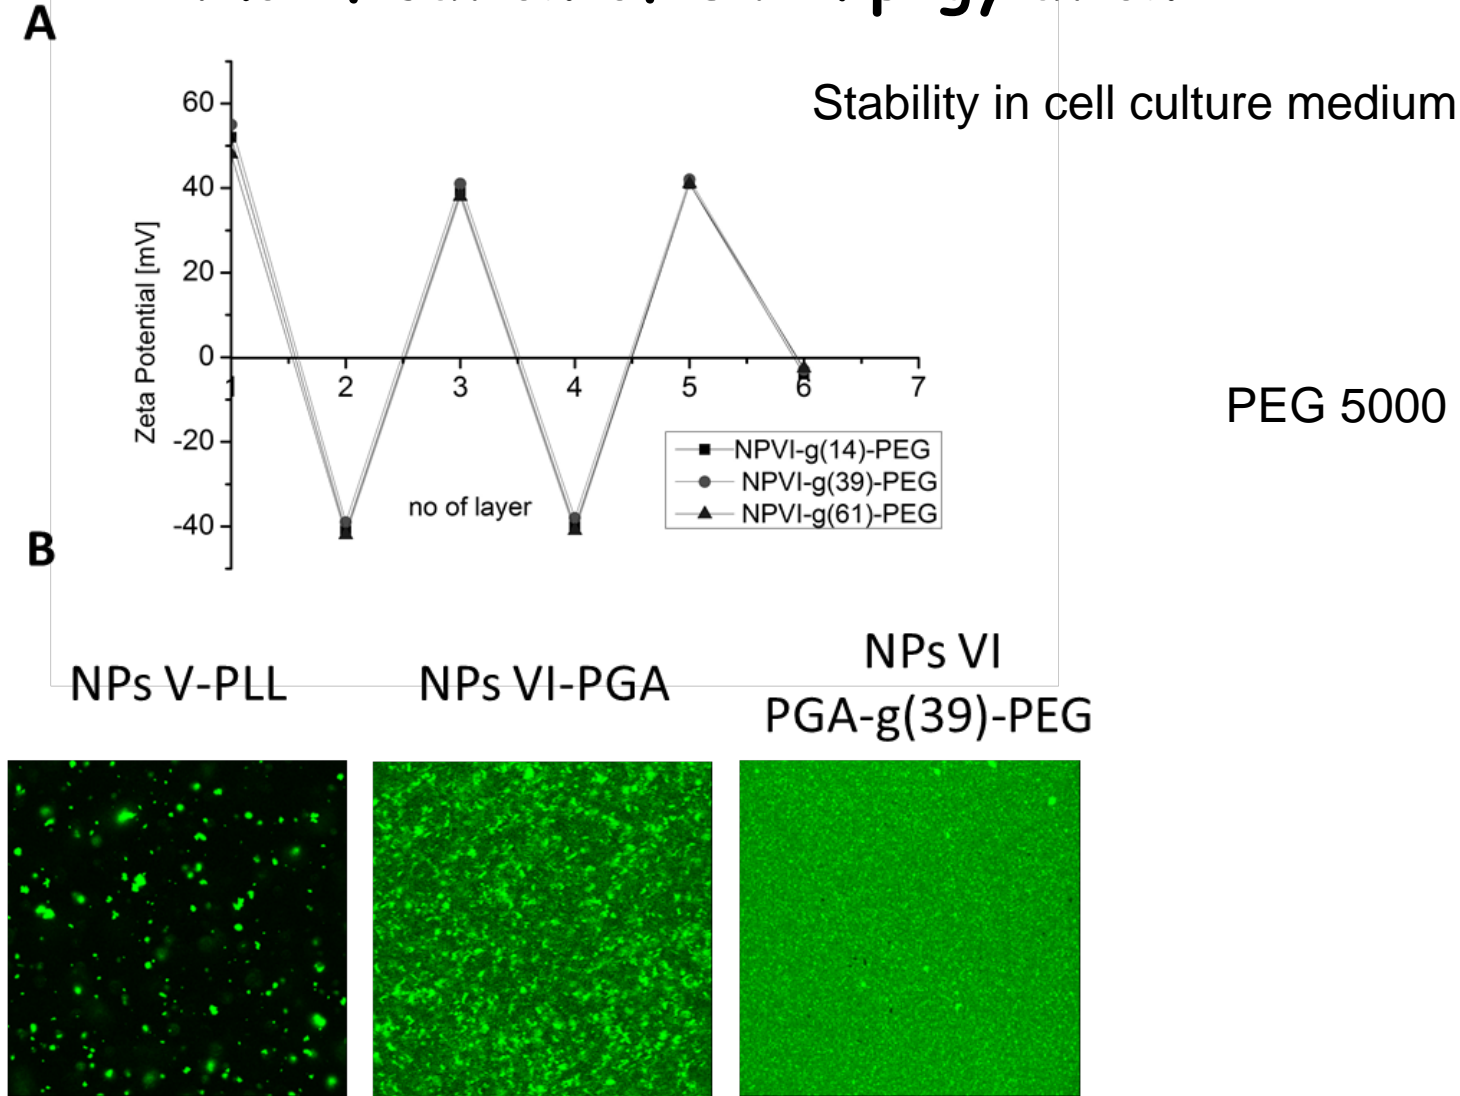 A
Stability in cell culture medium
60
40
20
0
-20
-40
Zeta Potential [mV]
1 2 3 4 5 6 7
no of layer
NPVI-g(14)-PEG
NPVI-g(39)-PEG
NPVI-g(61)-PEG
PEG 5000
B
NPs V-PLL
NPs VI-PGA
NPs VI
PGA-g(39)-PEG